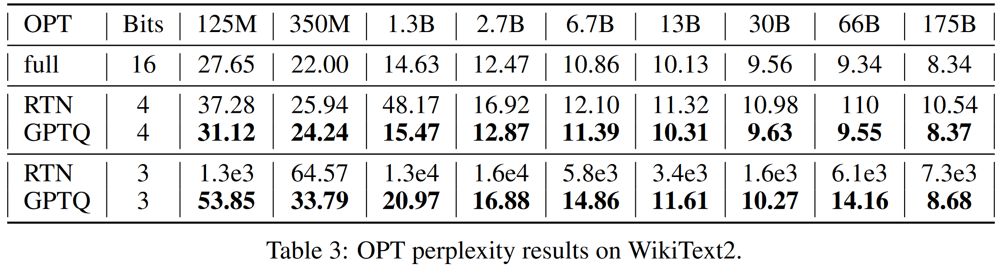 OPT Bits 125M 350M 1.3B 2.7B 6.7B 13B 30B 66B 175B
full 16 27.65 22.00 14.63 12.47 10.86 10.13 9.56 9.34 8.34
RTN 4 37.28 25.94 48.17 16.92 12.10 11.32 10.98 110 10.54
GPTQ 4 31.12 24.24 15.47 12.87 11.39 10.31 9.63 9.55 8.37
RTN 3 1.3e3 64.57 1.3e4 1.6e4 5.8e3 3.4e3 1.6e3 6.1e3 7.3e3
GPTQ 3 53.85 33.79 20.97 16.88 14.86 11.61 10.27 14.16 8.68
Table 3: OPT perplexity results on WikiText2.